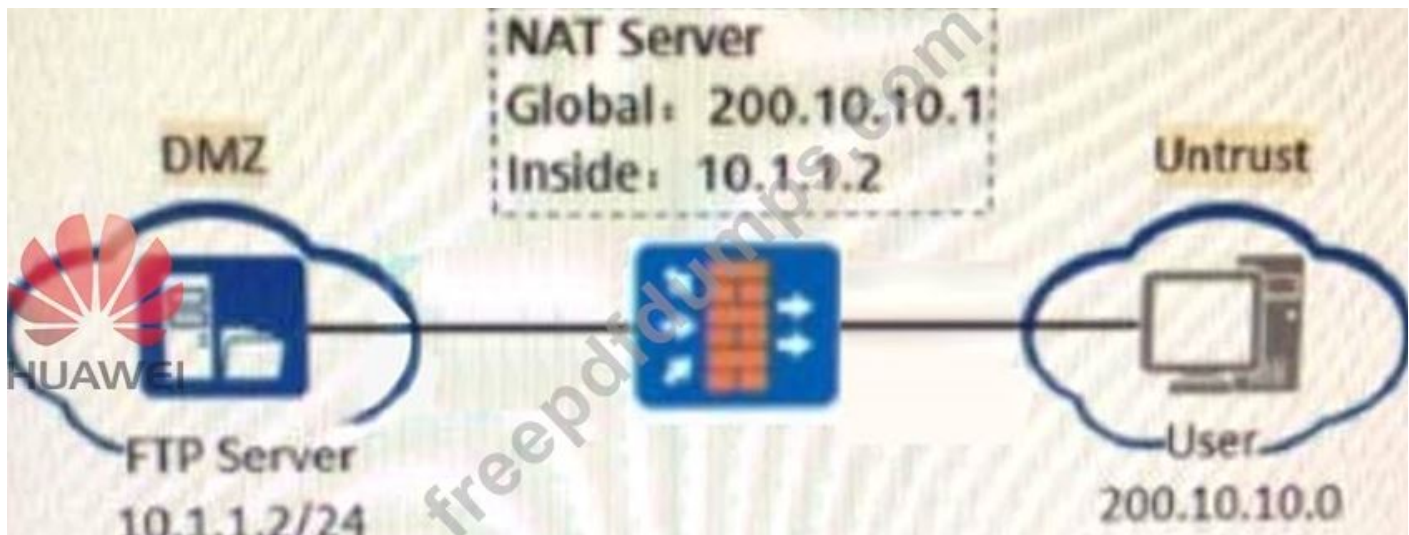 NAT Server
Global: 200.10.10.1
Inside: 10.1.1.2
DMZ
Untrust
HUAWEI
FTP Server
10.1.1.2/24
User
200.10.10.0
freepdfdumps.com